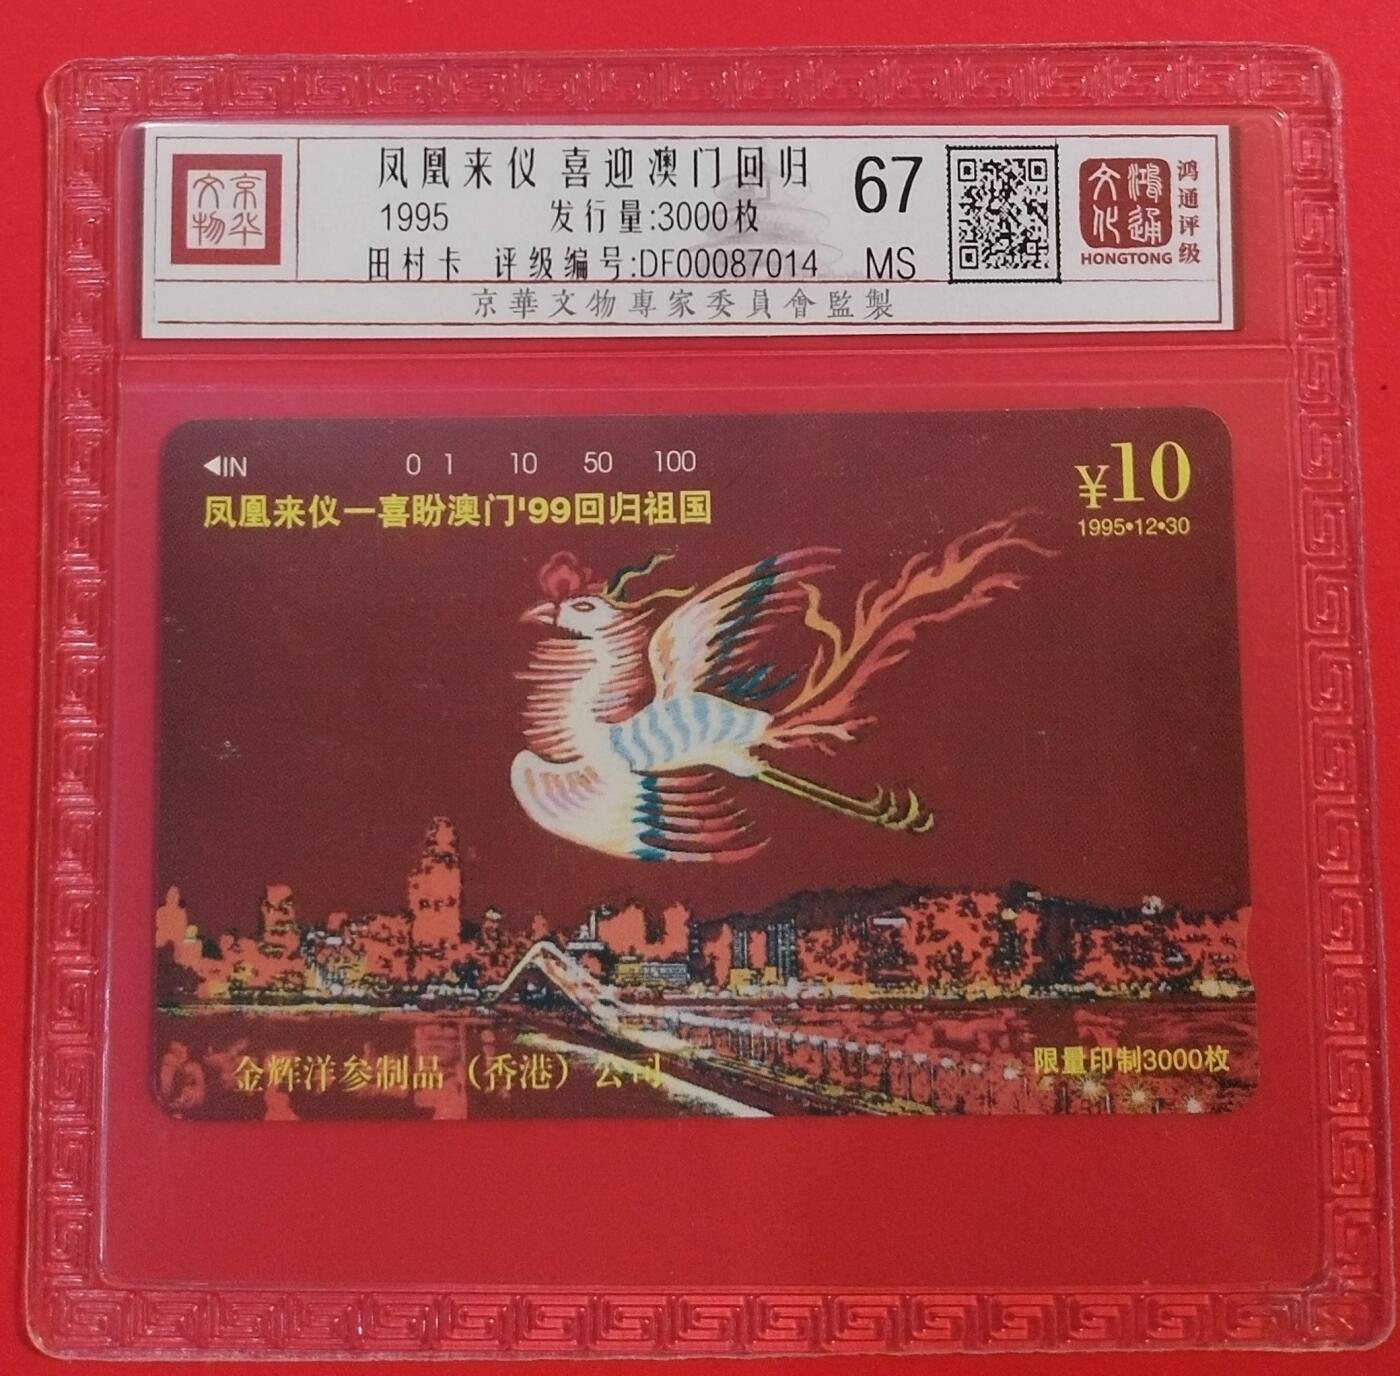 京华文物
凤凰来仪 喜迎澳门回归
1995 发行量:3000枚
田村卡 评级编号:DF00087014
67
MS
鸿通文化
HONGTONG
鸿通评级
京華文物專家委員會監製
◀IN 0 1 10 50 100
凤凰来仪一喜盼澳门'99回归祖国
¥10
1995•12•30
金辉洋参制品（香港）公司
限量印制3000枚